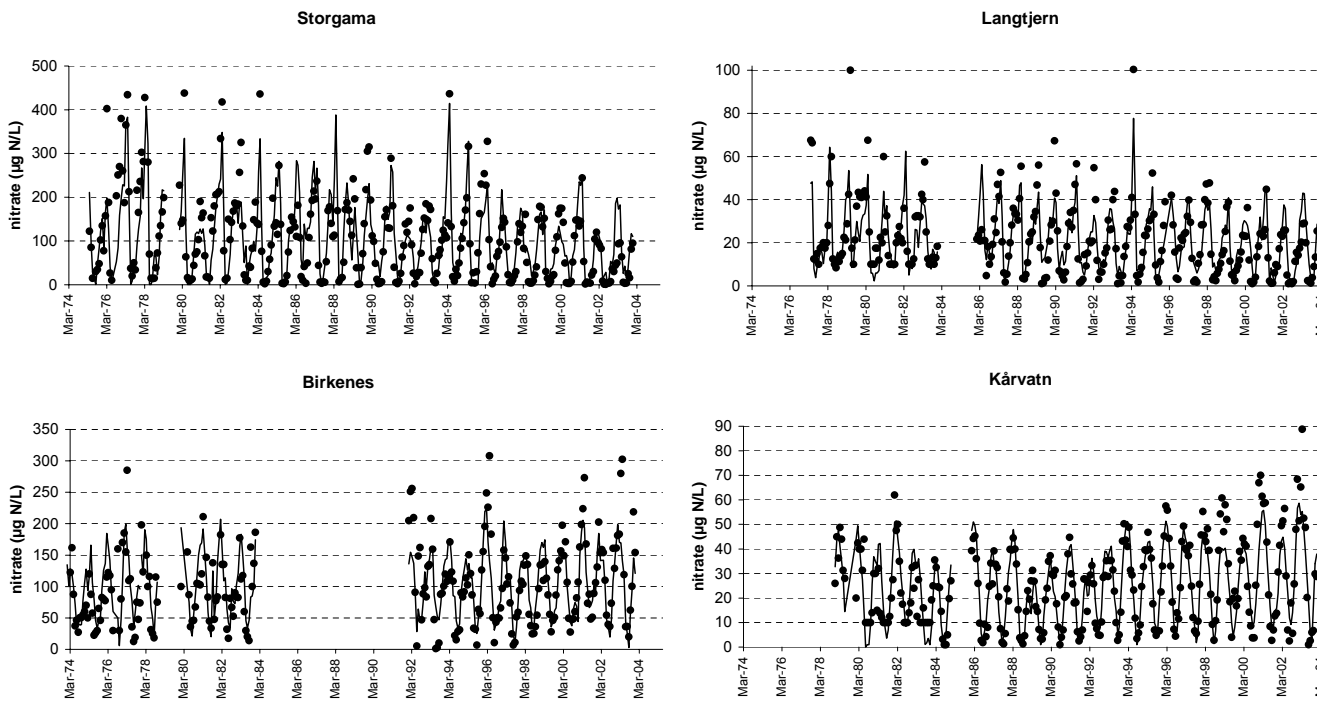 Storgama
nitrate (µg N/L)
500
400
300
200
100
0
Mar-74
Mar-76
Mar-78
Mar-80
Mar-82
Mar-84
Mar-86
Mar-88
Mar-90
Mar-92
Mar-94
Mar-96
Mar-98
Mar-00
Mar-02
Mar-04
Langtjern
nitrate (µg N/L)
100
80
60
40
20
0
Mar-74
Mar-76
Mar-78
Mar-80
Mar-82
Mar-84
Mar-86
Mar-88
Mar-90
Mar-92
Mar-94
Mar-96
Mar-98
Mar-00
Mar-02
Birkenes
nitrate (µg N/L)
350
300
250
200
150
100
50
0
Mar-74
Mar-76
Mar-78
Mar-80
Mar-82
Mar-84
Mar-86
Mar-88
Mar-90
Mar-92
Mar-94
Mar-96
Mar-98
Mar-00
Mar-02
Mar-04
Kårvatn
nitrate (µg N/L)
90
80
70
60
50
40
30
20
10
0
Mar-74
Mar-76
Mar-78
Mar-80
Mar-82
Mar-84
Mar-86
Mar-88
Mar-90
Mar-92
Mar-94
Mar-96
Mar-98
Mar-00
Mar-02